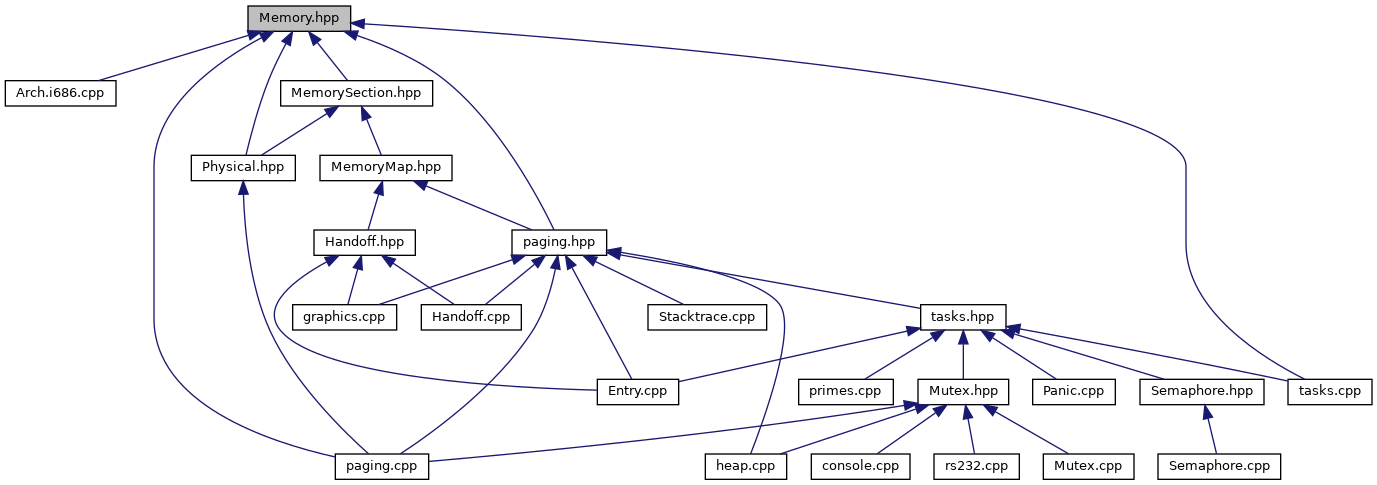 Memory.hpp
Arch.i686.cpp
MemorySection.hpp
Physical.hpp
MemoryMap.hpp
Handoff.hpp
paging.hpp
graphics.cpp
Handoff.cpp
Stacktrace.cpp
tasks.hpp
Entry.cpp
primes.cpp
Mutex.hpp
Panic.cpp
Semaphore.hpp
tasks.cpp
paging.cpp
heap.cpp
console.cpp
rs232.cpp
Mutex.cpp
Semaphore.cpp